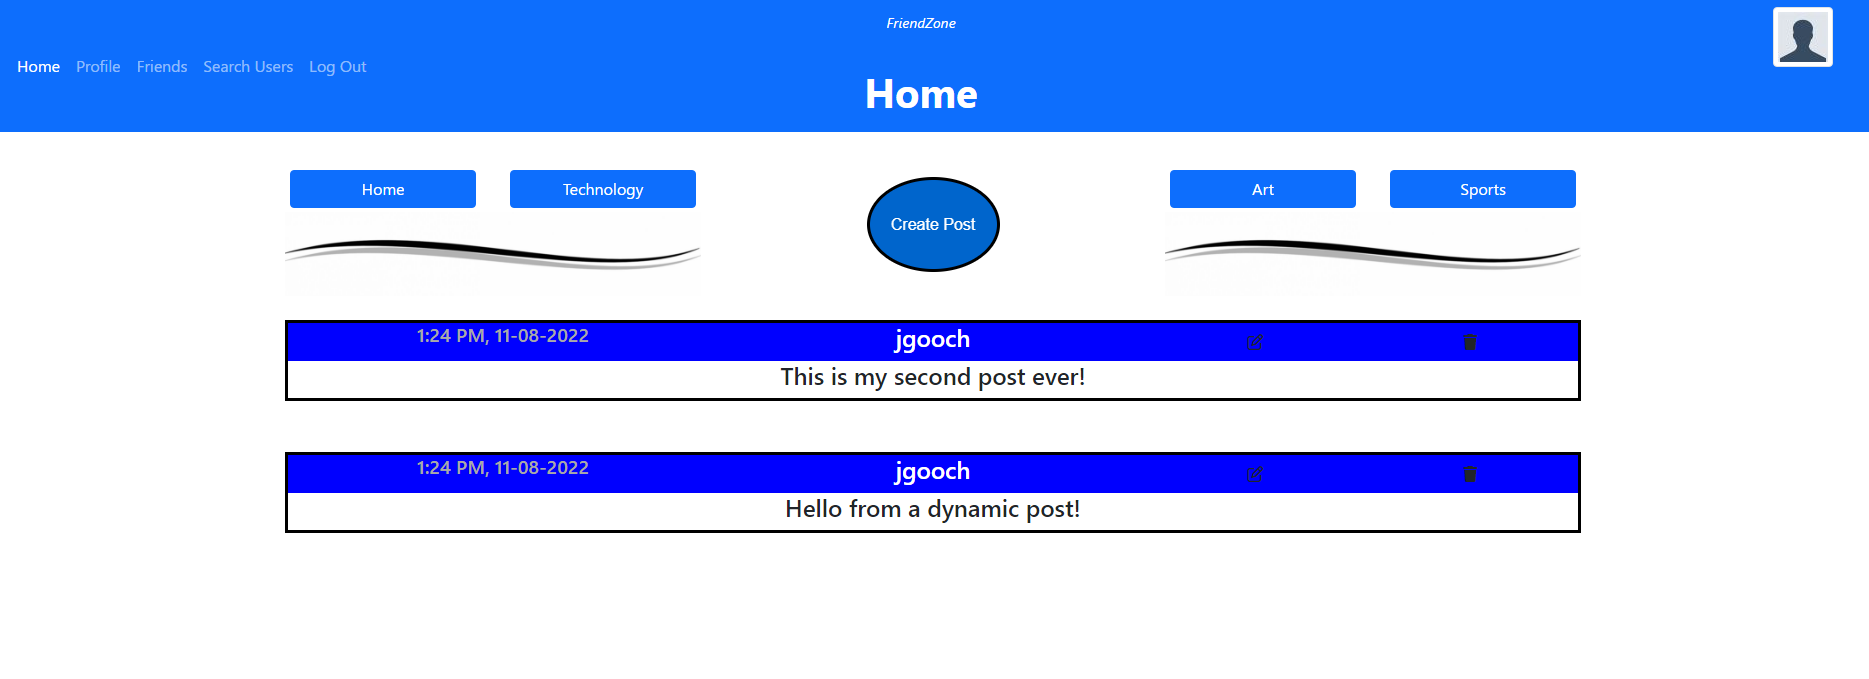 FriendZone
Home Profile Friends Search Users Log Out
Home
Home Technology Create Post Art Sports
1:24 PM, 11-08-2022 jgooch
This is my second post ever!
1:24 PM, 11-08-2022 jgooch
Hello from a dynamic post!